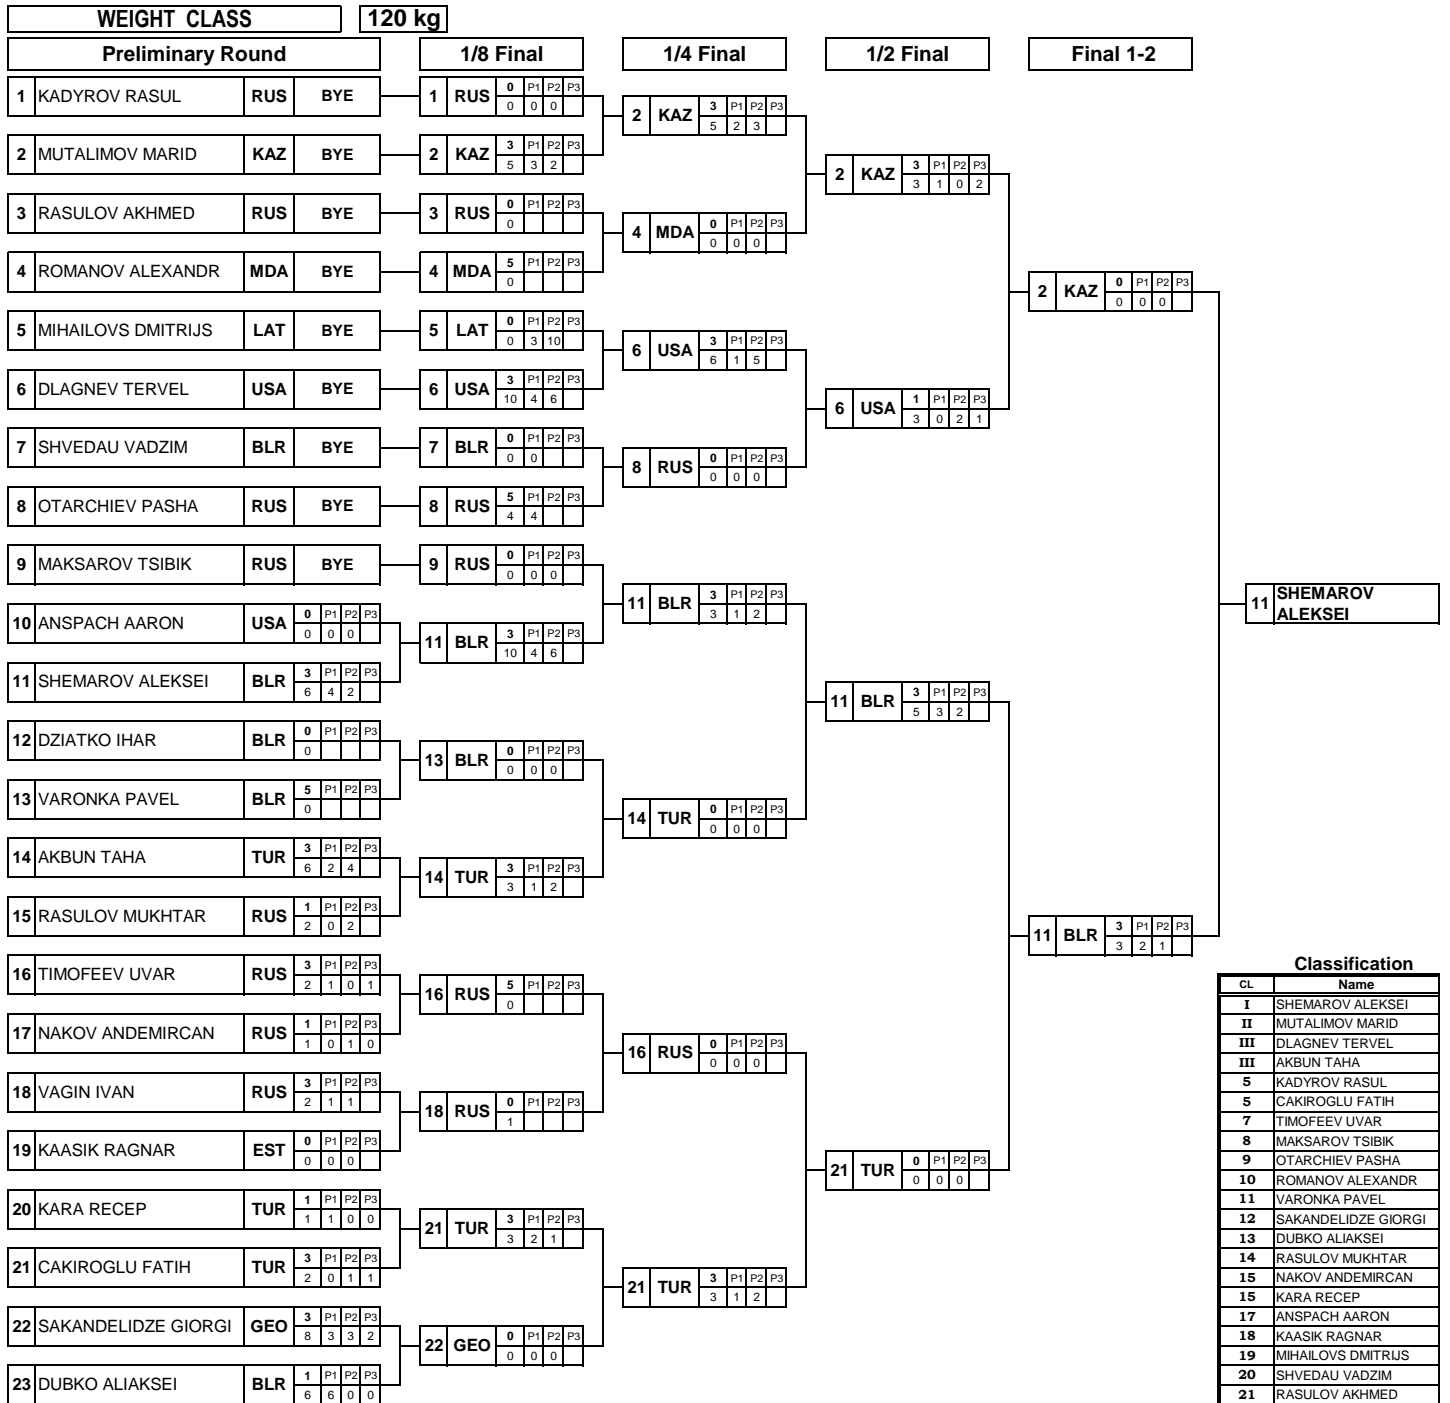 WEIGHT CLASS 120 kg
Preliminary Round 1/8 Final 1/4 Final 1/2 Final Final 1-2
1 KADYROV RASUL RUS BYE
2 MUTALIMOV MARID KAZ BYE
3 RASULOV AKHMED RUS BYE
4 ROMANOV ALEXANDR MDA BYE
5 MIHAILOVS DMITRIJS LAT BYE
6 DLAGNEV TERVEL USA BYE
7 SHVEDAU VADZIM BLR BYE
8 OTARCHIEV PASHA RUS BYE
9 MAKSAROV TSIBIK RUS BYE
10 ANSPACH AARON USA 0 P1 P2 P3
0 0 0
11 SHEMAROV ALEKSEI BLR 3 P1 P2 P3
6 4 2
12 DZIATKO IHAR BLR 0 P1 P2 P3
0
13 VARONKA PAVEL BLR 5 P1 P2 P3
0
14 AKBUN TAHA TUR 3 P1 P2 P3
6 2 4
15 RASULOV MUKHTAR RUS 1 P1 P2 P3
2 0 2
16 TIMOFEEV UVAR RUS 3 P1 P2 P3
2 1 0 1
17 NAKOV ANDEMIRCAN RUS 1 P1 P2 P3
1 0 1 0
18 VAGIN IVAN RUS 3 P1 P2 P3
2 1 1
19 KAASIK RAGNAR EST 0 P1 P2 P3
0 0 0
20 KARA RECEP TUR 1 P1 P2 P3
1 1 0 0
21 CAKIROGLU FATIH TUR 3 P1 P2 P3
2 0 1 1
22 SAKANDELIDZE GIORGI GEO 3 P1 P2 P3
8 3 3 2
23 DUBKO ALIAKSEI BLR 1 P1 P2 P3
6 6 0 0
1 RUS 0 P1 P2 P3
0 0 0
2 KAZ 3 P1 P2 P3
5 3 2
3 RUS 0 P1 P2 P3
0
4 MDA 5 P1 P2 P3
0
5 LAT 0 P1 P2 P3
0 3 10
6 USA 3 P1 P2 P3
10 4 6
7 BLR 0 P1 P2 P3
0 0
8 RUS 5 P1 P2 P3
4 4
9 RUS 0 P1 P2 P3
0 0 0
11 BLR 3 P1 P2 P3
10 4 6
13 BLR 0 P1 P2 P3
0 0 0
14 TUR 3 P1 P2 P3
3 1 2
16 RUS 5 P1 P2 P3
0
18 RUS 0 P1 P2 P3
1
21 TUR 3 P1 P2 P3
3 2 1
22 GEO 0 P1 P2 P3
0 0 0
2 KAZ 3 P1 P2 P3
5 2 3
4 MDA 0 P1 P2 P3
0 0 0
6 USA 3 P1 P2 P3
6 1 5
8 RUS 0 P1 P2 P3
0 0 0
11 BLR 3 P1 P2 P3
3 1 2
14 TUR 0 P1 P2 P3
0 0 0
16 RUS 0 P1 P2 P3
0 0 0
21 TUR 3 P1 P2 P3
3 1 2
2 KAZ 3 P1 P2 P3
3 1 0 2
6 USA 1 P1 P2 P3
3 0 2 1
11 BLR 3 P1 P2 P3
5 3 2
21 TUR 0 P1 P2 P3
0 0 0
2 KAZ 0 P1 P2 P3
0 0 0
11 BLR 3 P1 P2 P3
3 2 1
11 SHEMAROV
ALEKSEI
Classification
CL Name
I SHEMAROV ALEKSEI
II MUTALIMOV MARID
III DLAGNEV TERVEL
III AKBUN TAHA
5 KADYROV RASUL
5 CAKIROGLU FATIH
7 TIMOFEEV UVAR
8 MAKSAROV TSIBIK
9 OTARCHIEV PASHA
10 ROMANOV ALEXANDR
11 VARONKA PAVEL
12 SAKANDELIDZE GIORGI
13 DUBKO ALIAKSEI
14 RASULOV MUKHTAR
15 NAKOV ANDEMIRCAN
15 KARA RECEP
17 ANSPACH AARON
18 KAASIK RAGNAR
19 MIHAILOVS DMITRIJS
20 SHVEDAU VADZIM
21 RASULOV AKHMED